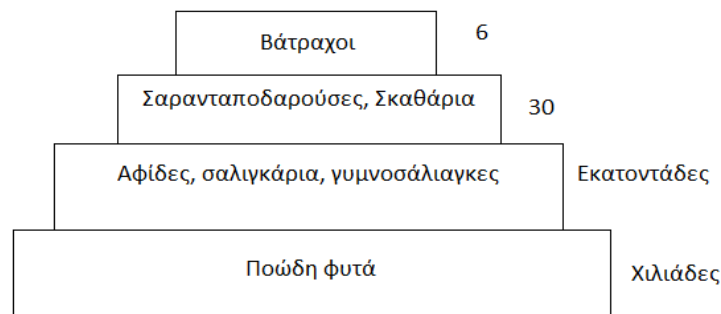 Βάτραχοι 6
Σαρανταποδαρούσες, Σκαθάρια 30
Αφίδες, σαλιγκάρια, γυμνοσάλιαγκες Εκατοντάδες
Ποώδη φυτά Χιλιάδες